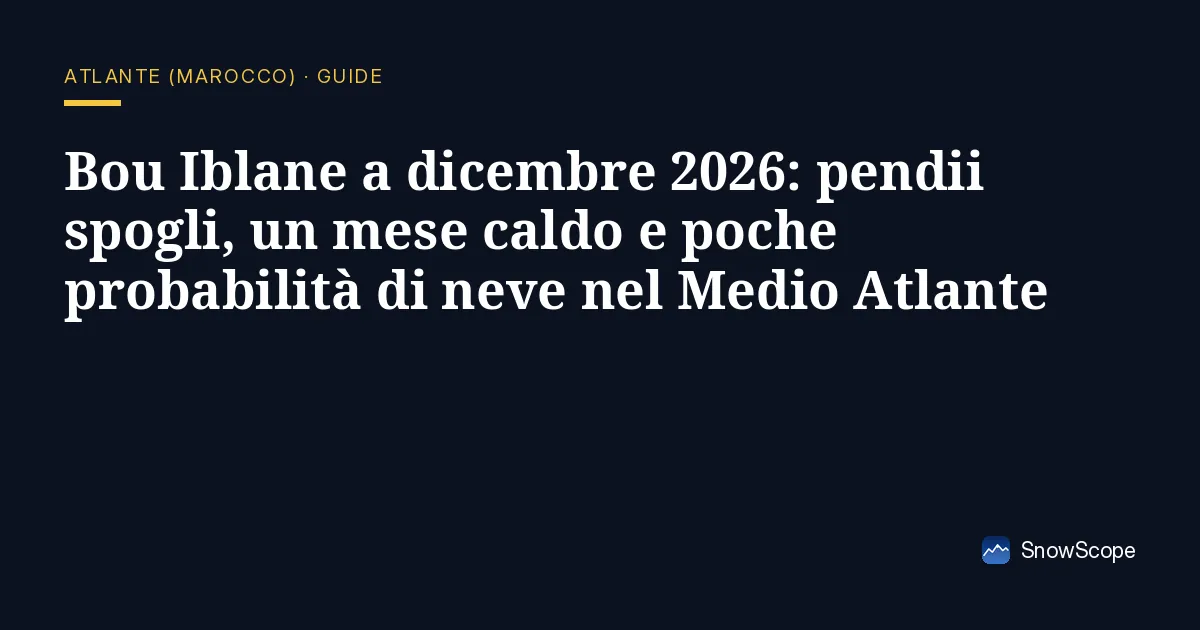 ATLANTE (MAROCCO) · GUIDE
Bou Iblane a dicembre 2026: pendii
spogli, un mese caldo e poche
probabilità di neve nel Medio Atlante
SnowScope